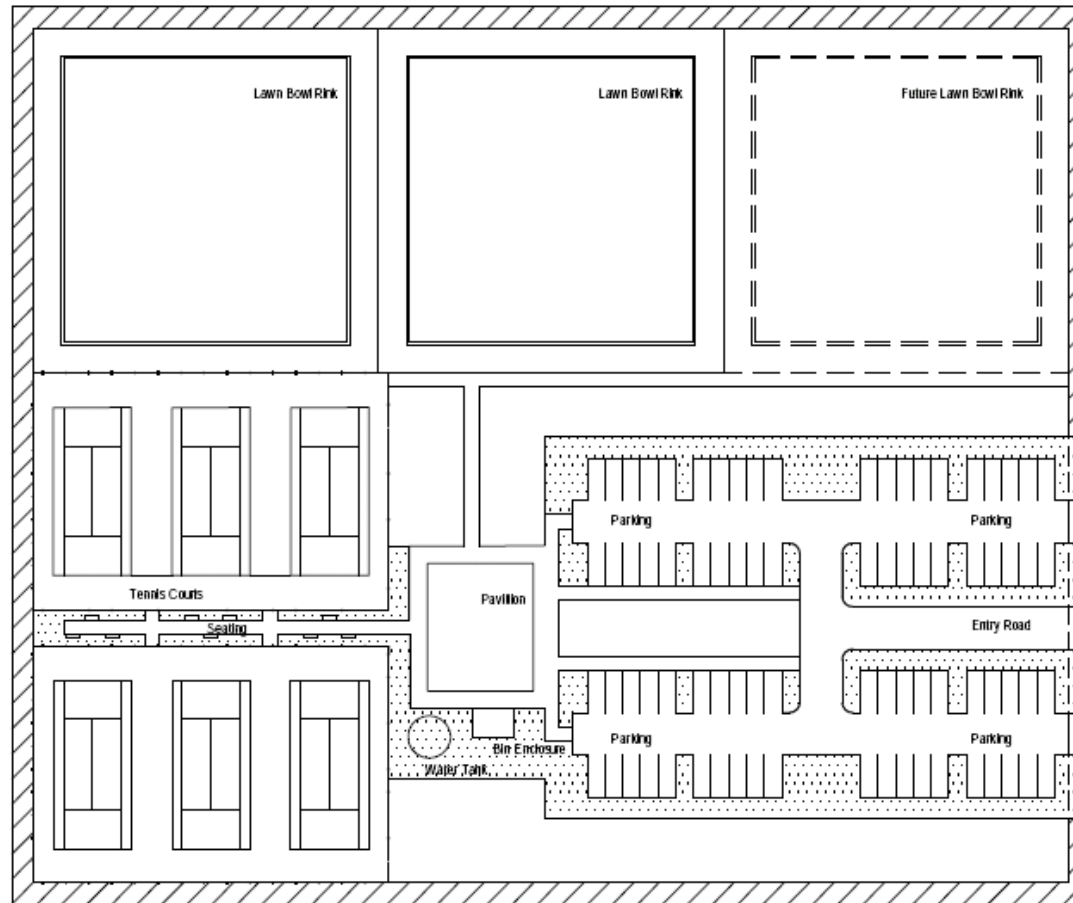 Lawn Bowl Rink
Lawn Bowl Rink
Future Lawn Bowl Rink
Parking
Parking
Tennis Courts
Pavillion
Seating
Entry Road
Parking
Parking
Bin Enclosure
Water Tank